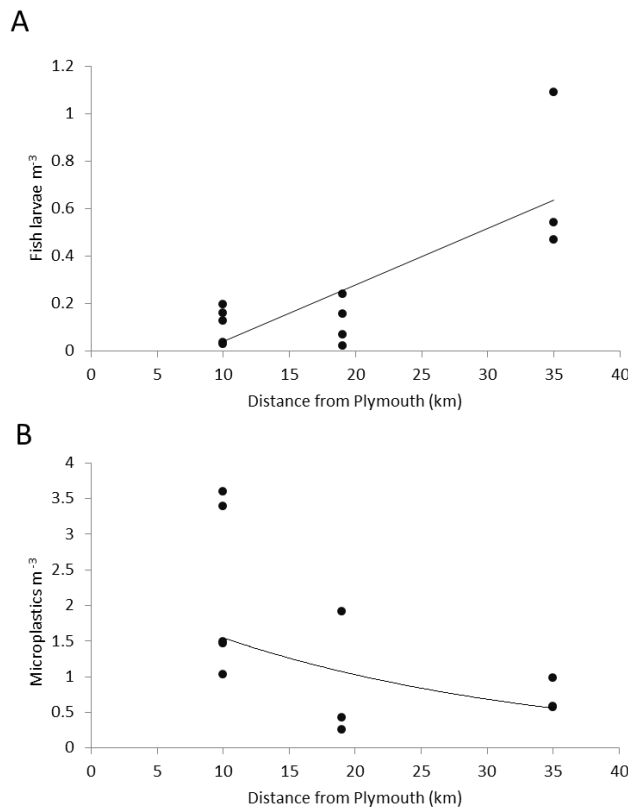 A
1.2
1
0.8
0.6
0.4
0.2
0
Fish larvae m⁻³
0 5 10 15 20 25 30 35 40
Distance from Plymouth (km)
B
4
3.5
3
2.5
2
1.5
1
0.5
0
Microplastics m⁻³
0 5 10 15 20 25 30 35 40
Distance from Plymouth (km)